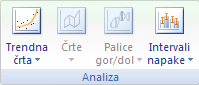 Trendna
črta
Črte
Palice
gor/dol
Intervali
napake
Analiza